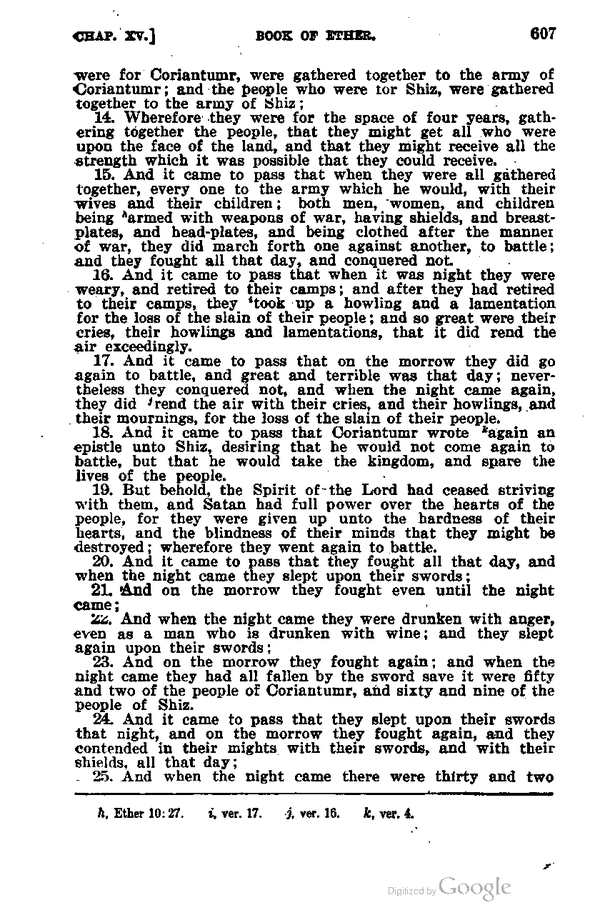 CHAP. XV.] BOOK OF ETHER. 607
were for Coriantumr, were gathered together to the army of
Coriantumr; and the people who were for Shiz, were gathered
together to the army of Shiz;
14. Wherefore they were for the space of four years, gath-
ering together the people, that they might get all who were
upon the face of the land, and that they might receive all the
strength which it was possible that they could receive.
15. And it came to pass that when they were all gathered
together, every one to the army which he would, with their
wives and their children; both men, women, and children
being ʰarmed with weapons of war, having shields, and breast-
plates, and head-plates, and being clothed after the manner
of war, they did march forth one against another, to battle;
and they fought all that day, and conquered not.
16. And it came to pass that when it was night they were
weary, and retired to their camps; and after they had retired
to their camps, they ⁱtook up a howling and a lamentation
for the loss of the slain of their people; and so great were their
cries, their howlings and lamentations, that it did rend the
air exceedingly.
17. And it came to pass that on the morrow they did go
again to battle, and great and terrible was that day; never-
theless they conquered not, and when the night came again,
they did ʲrend the air with their cries, and their howlings, and
their mournings, for the loss of the slain of their people.
18. And it came to pass that Coriantumr wrote ᵏagain an
epistle unto Shiz, desiring that he would not come again to
battle, but that he would take the kingdom, and spare the
lives of the people.
19. But behold, the Spirit of the Lord had ceased striving
with them, and Satan had full power over the hearts of the
people, for they were given up unto the hardness of their
hearts, and the blindness of their minds that they might be
destroyed; wherefore they went again to battle.
20. And it came to pass that they fought all that day, and
when the night came they slept upon their swords;
21. And on the morrow they fought even until the night
came;
22. And when the night came they were drunken with anger,
even as a man who is drunken with wine; and they slept
again upon their swords;
23. And on the morrow they fought again; and when the
night came they had all fallen by the sword save it were fifty
and two of the people of Coriantumr, and sixty and nine of the
people of Shiz.
24. And it came to pass that they slept upon their swords
that night, and on the morrow they fought again, and they
contended in their mights with their swords, and with their
shields, all that day;
25. And when the night came there were thirty and two
h, Ether 10:27. i, ver. 17. j, ver. 16. k, ver. 4.
Digitized by Google